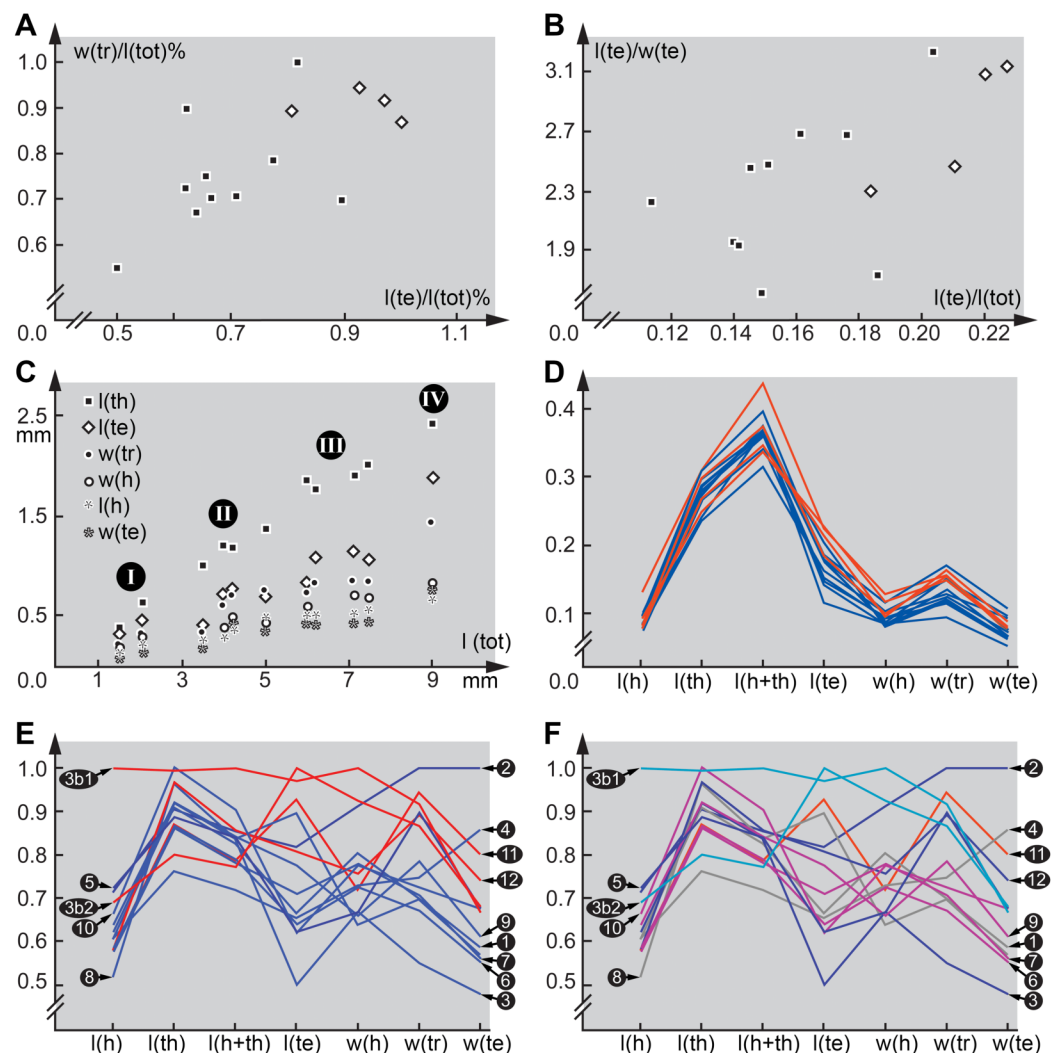 A
w(tr)/l(tot)%
1.0
0.9
0.8
0.7
0.6
0.0
l(te)/l(tot)%
0.5 0.7 0.9 1.1
B
l(te)/w(te)
3.1
2.7
2.3
1.9
0.0
l(te)/l(tot)
0.12 0.14 0.16 0.18 0.20 0.22
C
2.5
mm
1.5
0.5
0.0
l(th)
l(te)
w(tr)
w(h)
l(h)
w(te)
I
II
III
IV
l (tot)
1 3 5 7 9 mm
D
0.4
0.3
0.2
0.1
0.0
l(h) l(th) l(h+th) l(te) w(h) w(tr) w(te)
E
1.0
0.9
0.8
0.7
0.6
0.5
3b1
5
3b2
10
8
2
4
11
12
9
1
7
6
3
l(h) l(th) l(h+th) l(te) w(h) w(tr) w(te)
F
1.0
0.9
0.8
0.7
0.6
0.5
3b1
5
3b2
10
8
2
4
11
12
9
1
7
6
3
l(h) l(th) l(h+th) l(te) w(h) w(tr) w(te)